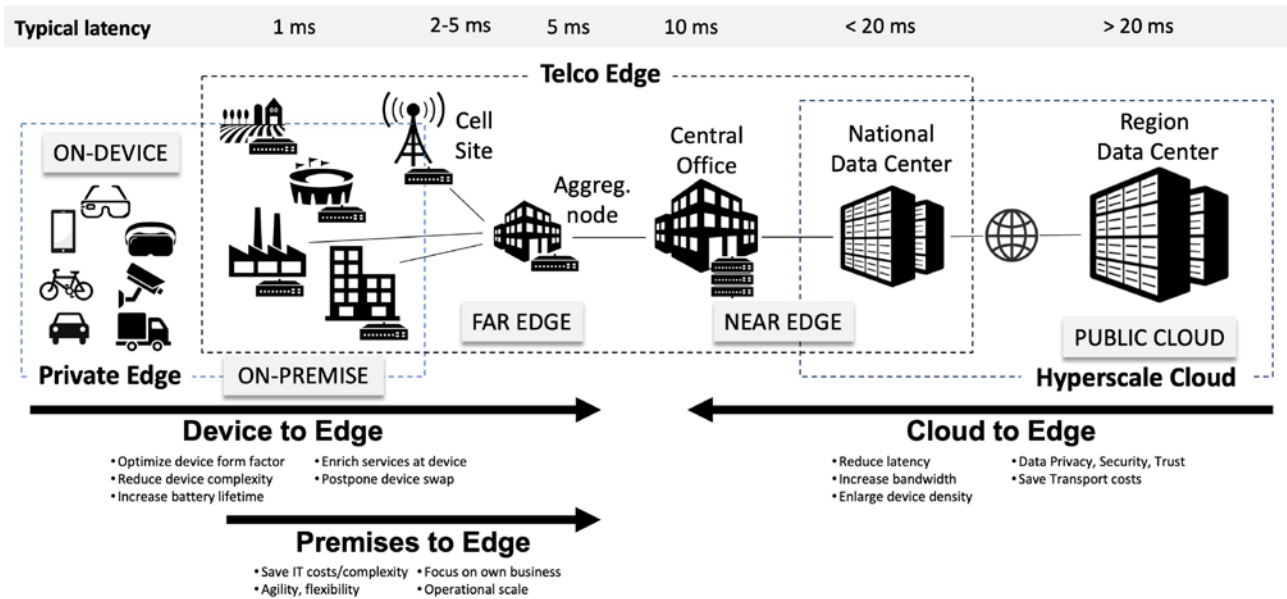 Typical latency 1 ms 2-5 ms 5 ms 10 ms < 20 ms > 20 ms
Telco Edge
ON-DEVICE
Cell
Site
Aggreg.
node
Central
Office
National
Data Center
Region
Data Center
FAR EDGE
NEAR EDGE
PUBLIC CLOUD
Private Edge
ON-PREMISE
Hyperscale Cloud
Device to Edge
• Optimize device form factor
• Reduce device complexity
• Increase battery lifetime
• Enrich services at device
• Postpone device swap
Cloud to Edge
• Reduce latency
• Increase bandwidth
• Enlarge device density
• Data Privacy, Security, Trust
• Save Transport costs
Premises to Edge
• Save IT costs/complexity
• Agility, flexibility
• Focus on own business
• Operational scale